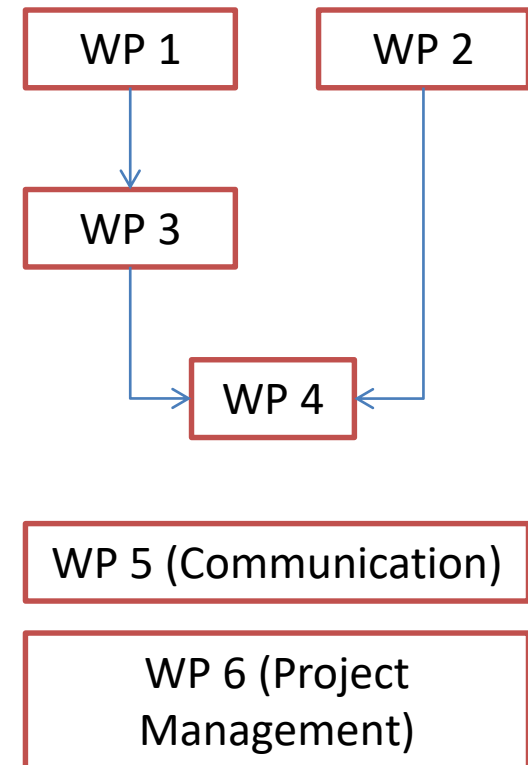 WP 1
WP 2
WP 3
WP 4
WP 5 (Communication)
WP 6 (Project
Management)